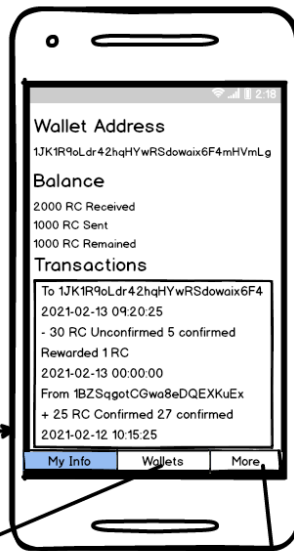 2:18
Wallet Address
1JK1R9oLdr42hqHYwRSdowaix6F4mHVmLg
Balance
2000 RC Received
1000 RC Sent
1000 RC Remained
Transactions
To 1JK1R9oLdr42hqHYwRSdowaix6F4
2021-02-13 09:20:25
- 30 RC Unconfirmed 5 confirmed
Rewarded 1 RC
2021-02-13 00:00:00
From 1BZSqgotCGwa8eDQEXKuEx
+ 25 RC Confirmed 27 confirmed
2021-02-12 10:15:25
My Info Wallets More